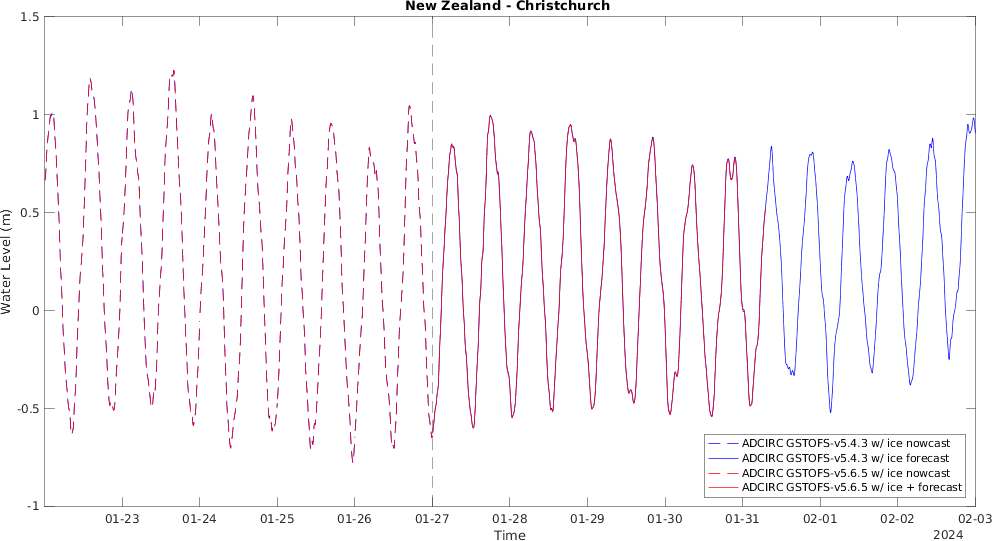 New Zealand - Christchurch
1.5
1
0.5
0
-0.5
-1
Water Level (m)
01-23 01-24 01-25 01-26 01-27 01-28 01-29 01-30 01-31 02-01 02-02 02-03
Time
2024
ADCIRC GSTOFS-v5.4.3 w/ ice nowcast
ADCIRC GSTOFS-v5.4.3 w/ ice forecast
ADCIRC GSTOFS-v5.6.5 w/ ice nowcast
ADCIRC GSTOFS-v5.6.5 w/ ice + forecast